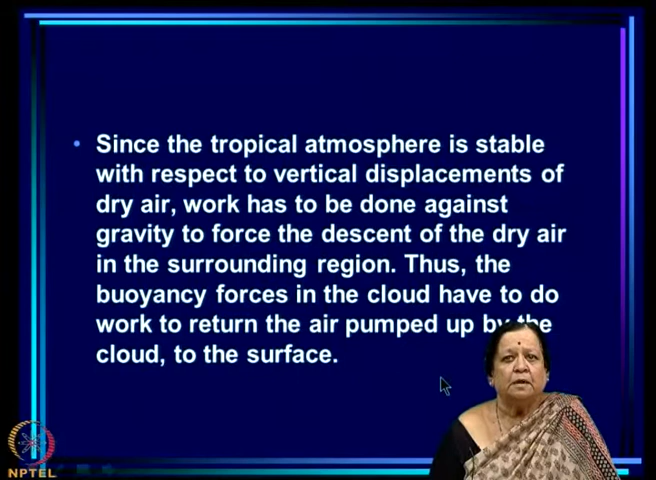 • Since the tropical atmosphere is stable
with respect to vertical displacements of
dry air, work has to be done against
gravity to force the descent of the dry air
in the surrounding region. Thus, the
buoyancy forces in the cloud have to do
work to return the air pumped up by the
cloud, to the surface.
NPTEL